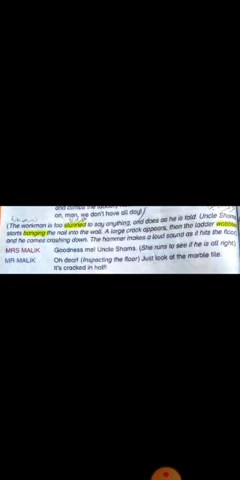 on, man, we don't have all day!
(The workman is too stunned to say anything, and does as he is told. Uncle Shams
starts banging the nail into the wall. A large crack appears, then the ladder wobbles
and he comes crashing down. The hammer makes a loud sound as it hits the floor)
MRS MALIK Goodness me! Uncle Shams. (She runs to see if he is all right)
MR MALIK Oh dear! (Inspecting the floor) Just look at the marble tile.
It's cracked in half!